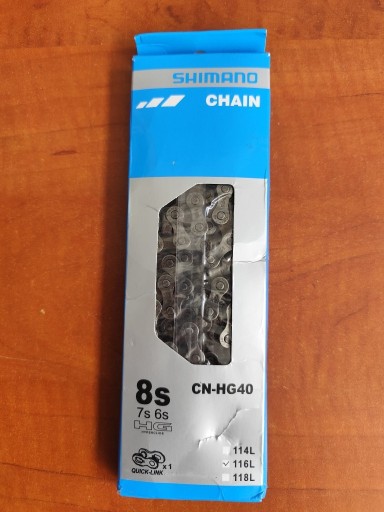 SHIMANO
CHAIN
8s
CN-HG40
7s 6s
HG
114L
116L
118L
x1
QUICK-LINK